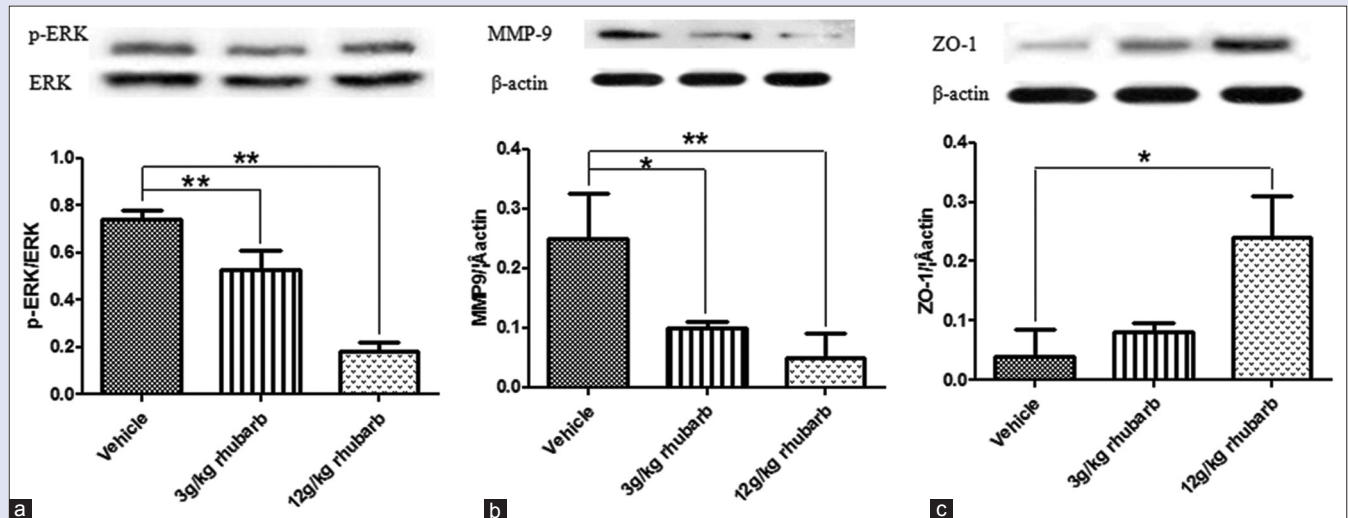 p-ERK
ERK
1.0
0.8
0.6
0.4
0.2
0.0
p-ERK/ERK
**
**
Vehicle
3g/kg rhubarb
12g/kg rhubarb
a
MMP-9
β-actin
0.4
0.3
0.2
0.1
0.0
MMP9/¦Âactin
**
*
Vehicle
3g/kg rhubarb
12g/kg rhubarb
b
ZO-1
β-actin
0.4
0.3
0.2
0.1
0.0
ZO-1/¦Âactin
*
Vehicle
3g/kg rhubarb
12g/kg rhubarb
c